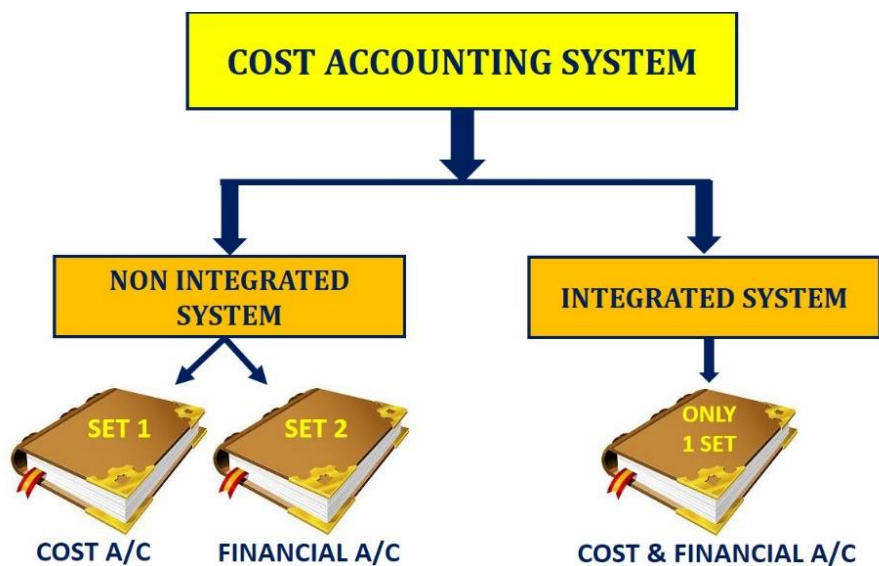 COST ACCOUNTING SYSTEM
NON INTEGRATED
SYSTEM
INTEGRATED SYSTEM
SET 1
SET 2
ONLY
1 SET
COST A/C
FINANCIAL A/C
COST & FINANCIAL A/C